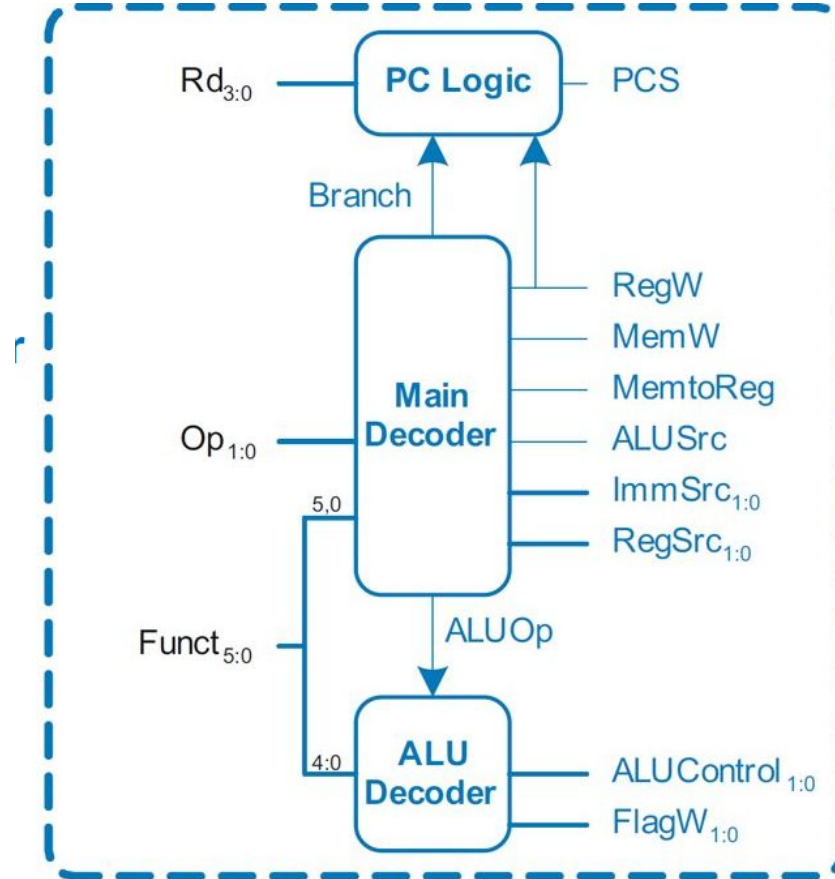 Rd3:0
PC Logic
PCS
Branch
RegW
MemW
Main
Decoder
MemtoReg
Op1:0
ALUSrc
5,0
ImmSrc1:0
RegSrc1:0
Funct5:0
ALUOp
4:0
ALU
Decoder
ALUControl1:0
FlagW1:0
r